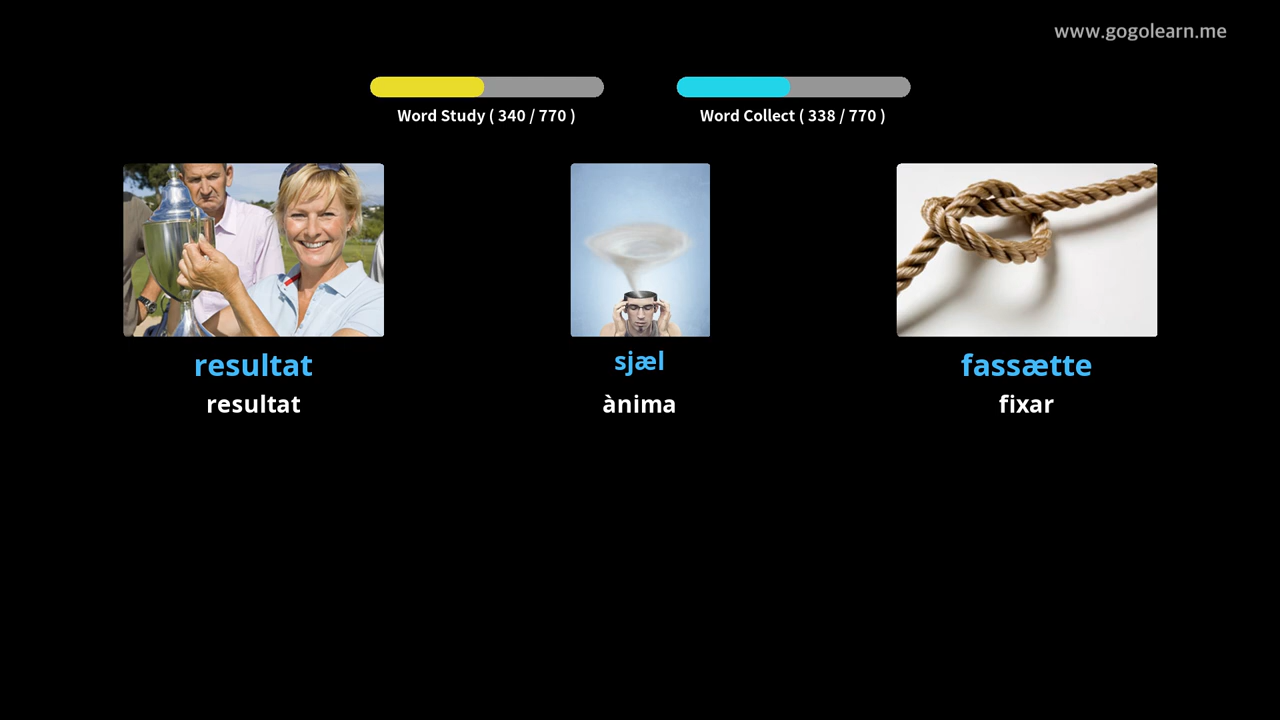 www.gogolearn.me
Word Study ( 340 / 770 )
Word Collect ( 338 / 770 )
resultat
resultat
sjæl
ànima
fassætte
fixar